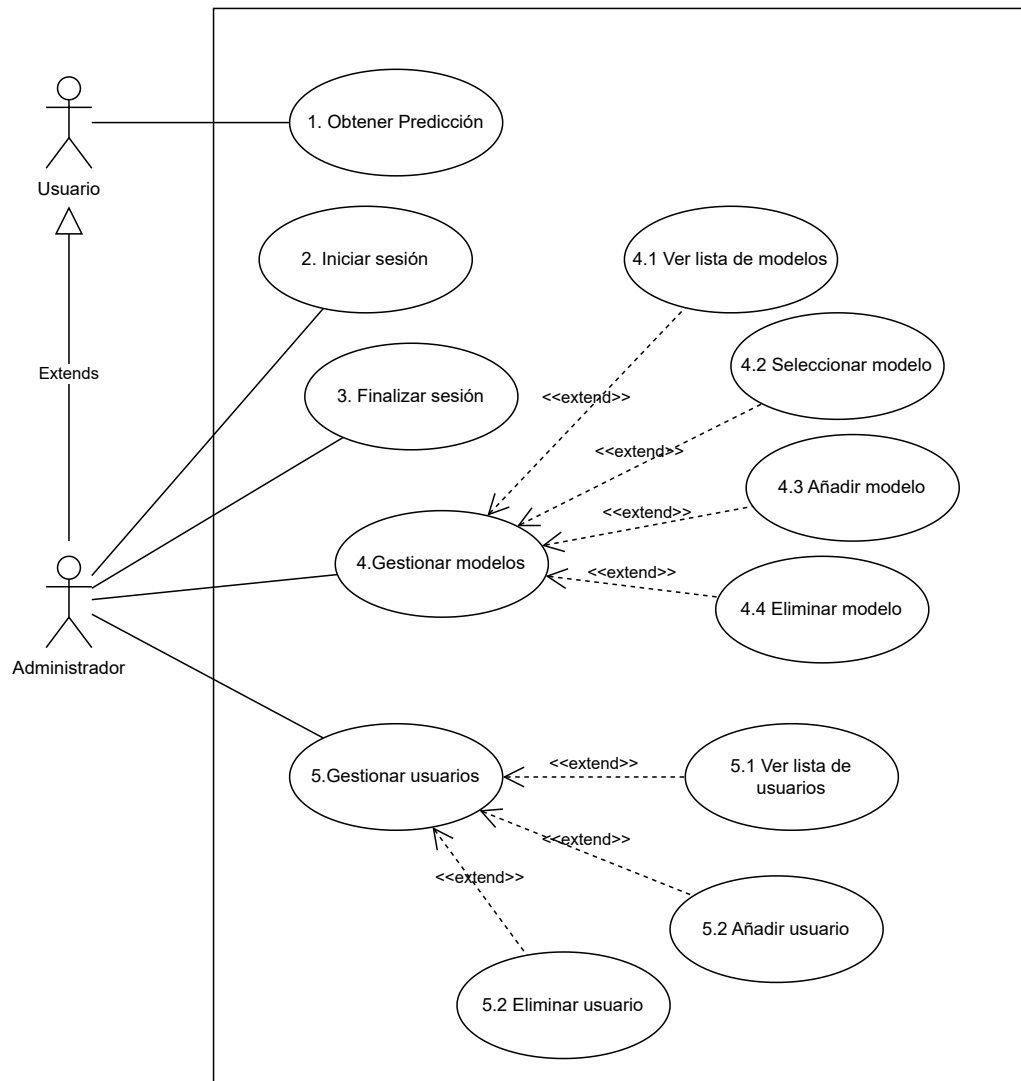 1. Obtener Predicción
Usuario
2. Iniciar sesión
4.1 Ver lista de modelos
4.2 Seleccionar modelo
Extends
3. Finalizar sesión
<<extend>>
<<extend>>
4.3 Añadir modelo
<<extend>>
4.Gestionar modelos
<<extend>>
4.4 Eliminar modelo
Administrador
5.Gestionar usuarios
<<extend>>
5.1 Ver lista de
usuarios
<<extend>>
<<extend>>
5.2 Añadir usuario
5.2 Eliminar usuario